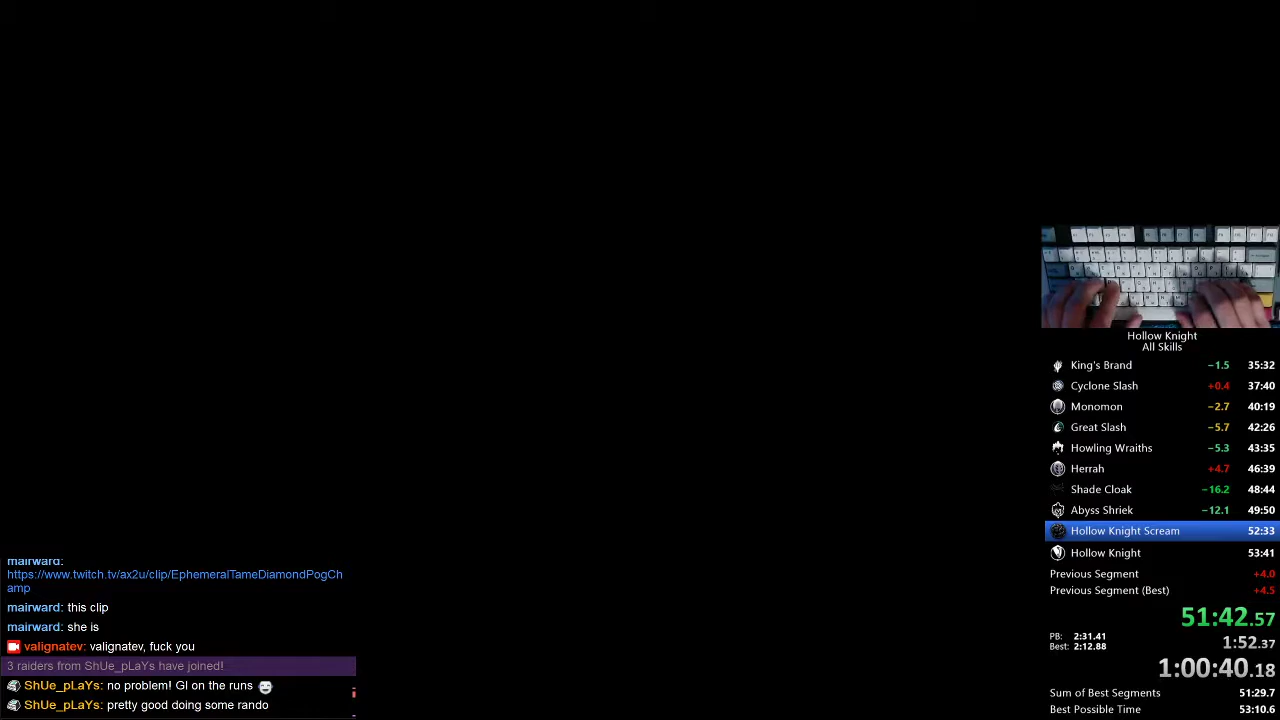 Hollow Knight
All Skills
King's Brand −1.5 35:32
Cyclone Slash +0.4 37:40
Monomon −2.7 40:19
Great Slash −5.7 42:26
Howling Wraiths −5.3 43:35
Herrah +4.7 46:39
Shade Cloak −16.2 48:44
Abyss Shriek −12.1 49:50
Hollow Knight Scream 52:33
Hollow Knight 53:41
Previous Segment +4.0
Previous Segment (Best) +4.5
51:42.57
PB: 2:31.41
Best: 2:12.88
1:52.37
1:00:40.18
Sum of Best Segments 51:29.7
Best Possible Time 53:10.6
mairward:
https://www.twitch.tv/ax2u/clip/EphemeralTameDiamondPogCh
amp
mairward: this clip
mairward: she is
valignatev: valignatev, fuck you
3 raiders from ShUe_pLaYs have joined!
ShUe_pLaYs: no problem! Gl on the runs
ShUe_pLaYs: pretty good doing some rando